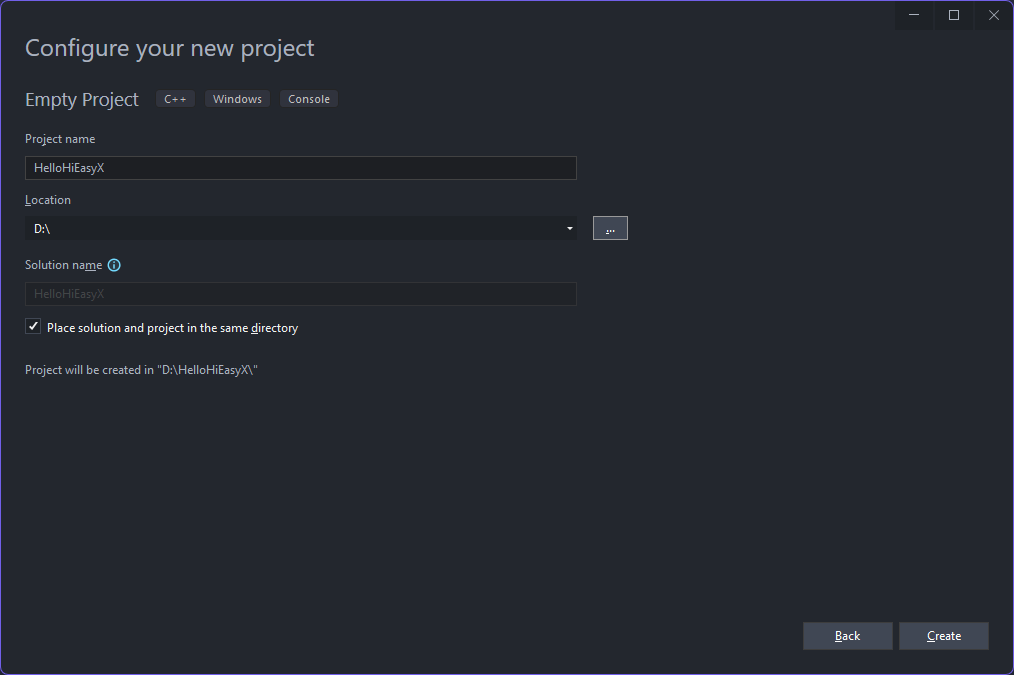 Configure your new project
Empty Project C++ Windows Console
Project name
HelloHiEasyX
Location
D:\
...
Solution name
HelloHiEasyX
Place solution and project in the same directory
Project will be created in "D:\HelloHiEasyX\"
Back Create